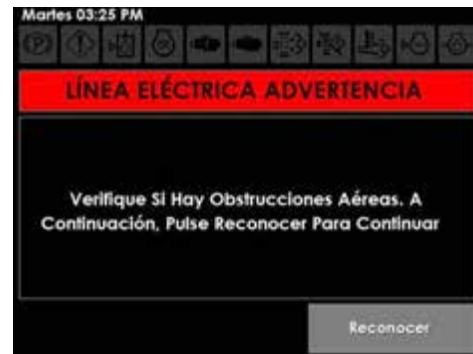 Martes 03:25 PM
LÍNEA ELÉCTRICA ADVERTENCIA
Verifique Si Hay Obstrucciones Aéreas. A
Continuación, Pulse Reconocer Para Continuar
Reconocer